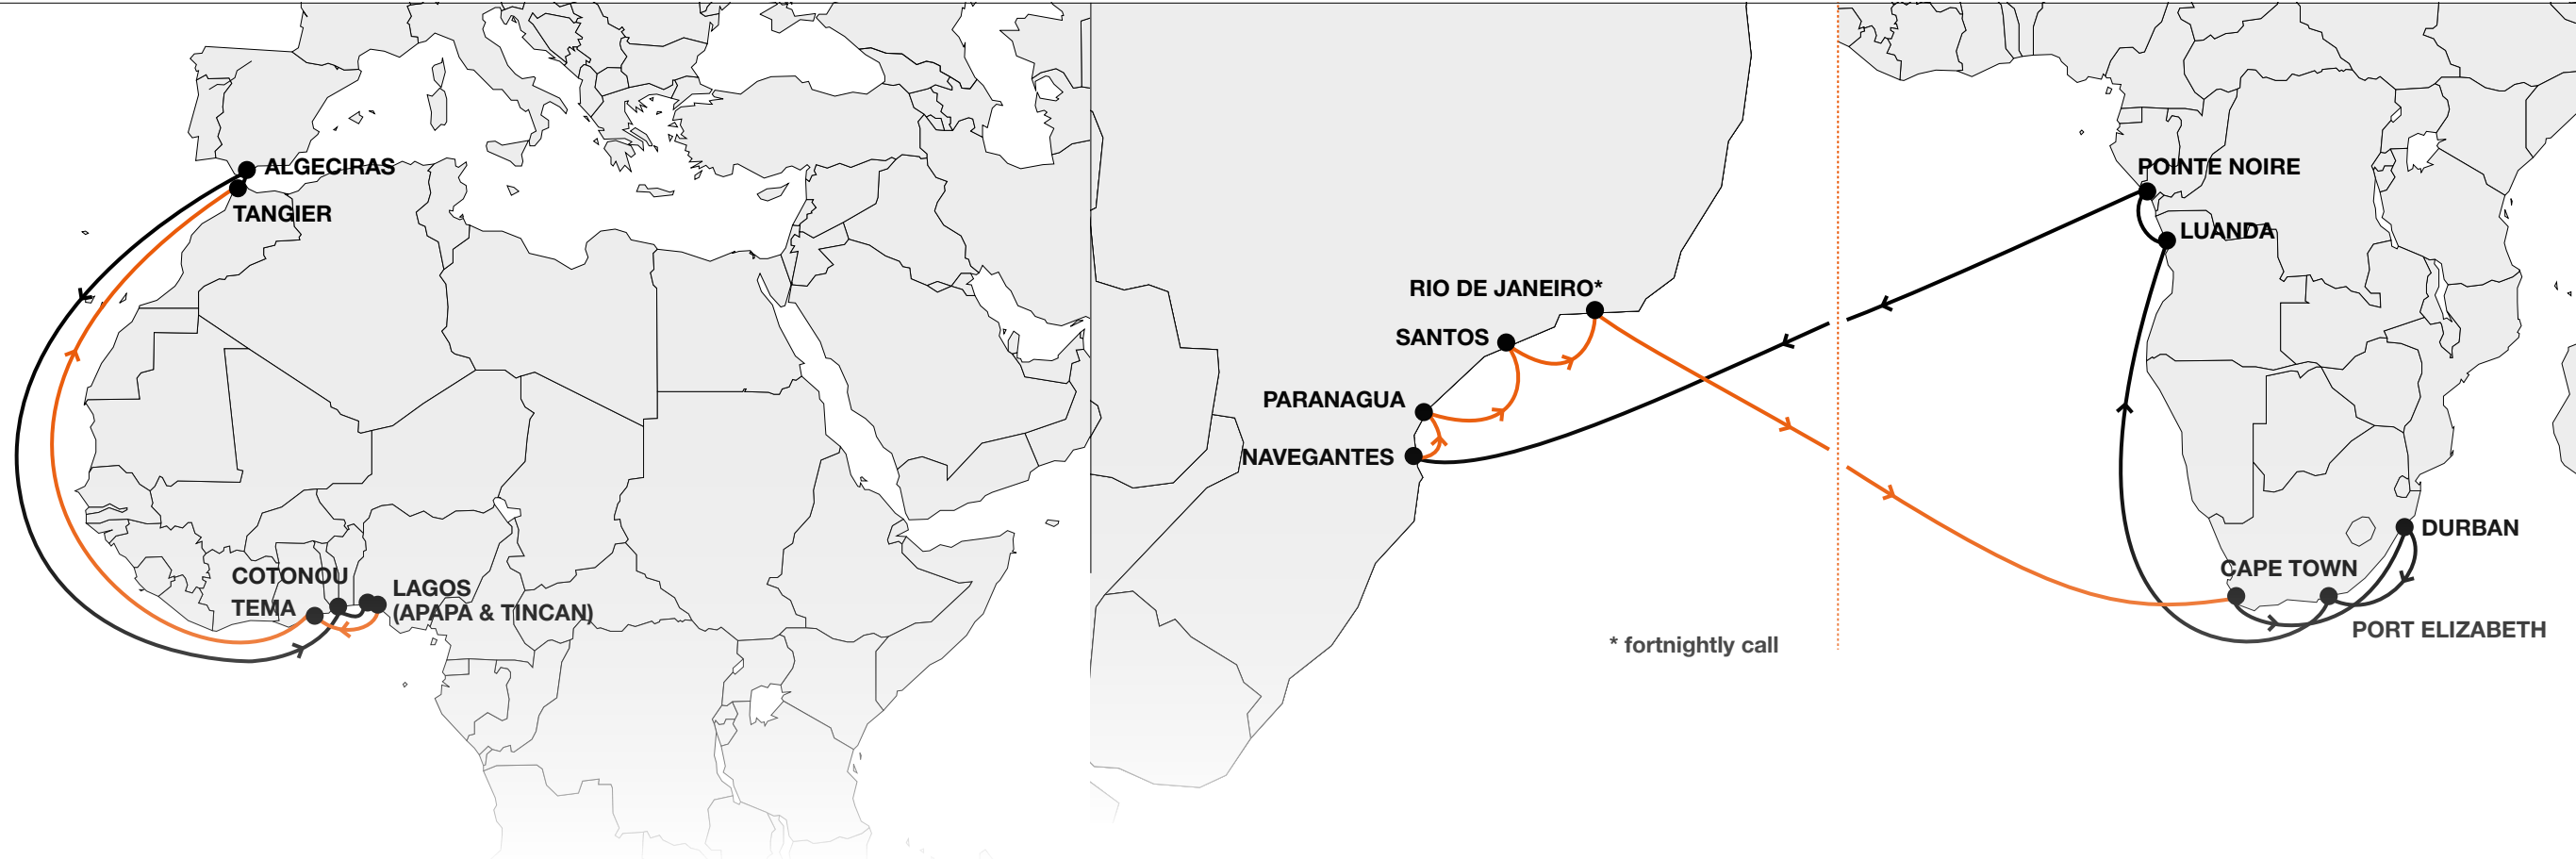 ALGECIRAS
TANGIER
COTONOU
TEMA
LAGOS
(APAPA & TINCAN)
RIO DE JANEIRO*
SANTOS
PARANAGUA
NAVEGANTES
* fortnightly call
POINTE NOIRE
LUANDA
DURBAN
CAPE TOWN
PORT ELIZABETH